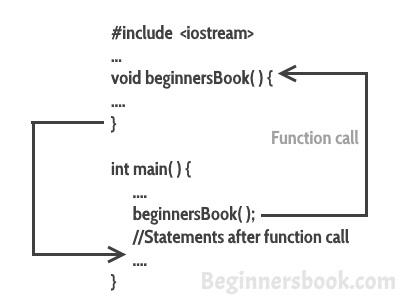 #include <iostream>
...
void beginnersBook( ) {
....
}
Function call
int main( ) {
....
beginnersBook( );
//Statements after function call
....
}
Beginnersbook.com